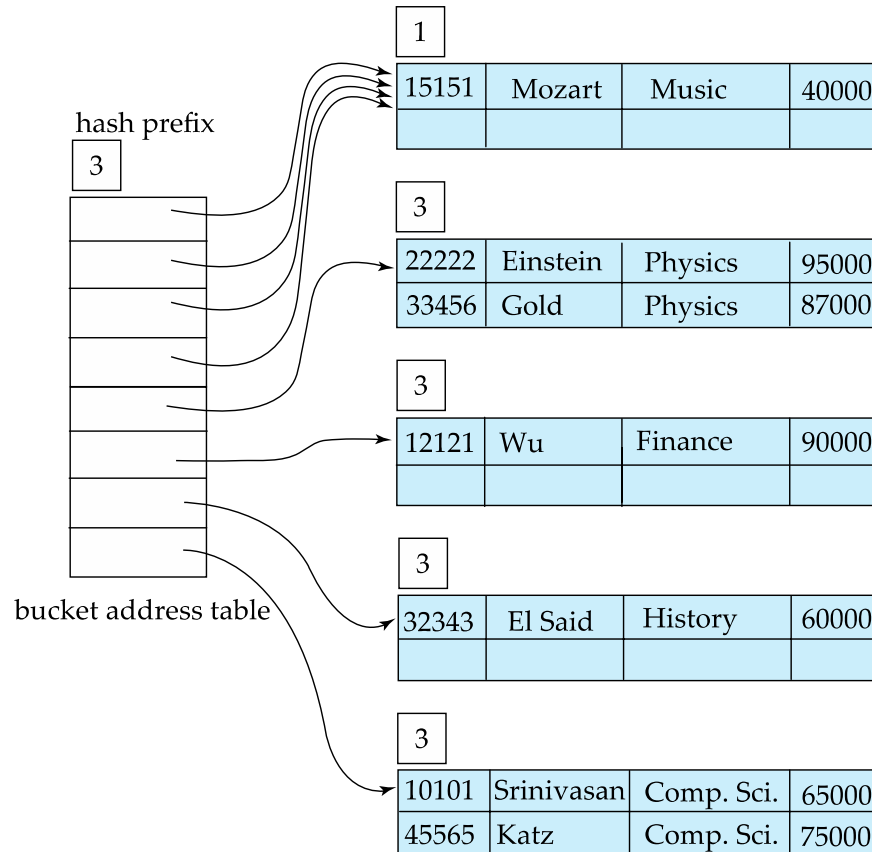 hash prefix
3
bucket address table
1
15151 Mozart Music 40000
3
22222 Einstein Physics 95000
33456 Gold Physics 87000
3
12121 Wu Finance 90000
3
32343 El Said History 60000
3
10101 Srinivasan Comp. Sci. 65000
45565 Katz Comp. Sci. 75000